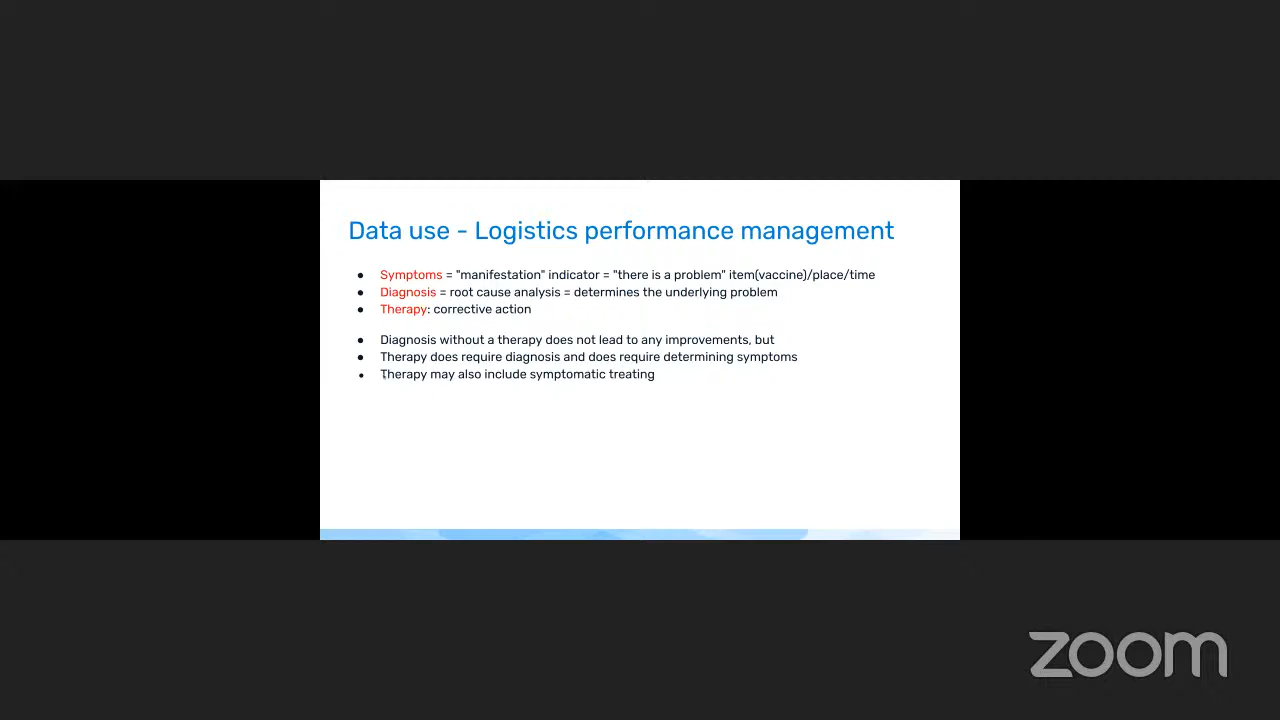 Data use - Logistics performance management
● Symptoms = "manifestation" indicator = "there is a problem" item(vaccine)/place/time
● Diagnosis = root cause analysis = determines the underlying problem
● Therapy: corrective action
● Diagnosis without a therapy does not lead to any improvements, but
● Therapy does require diagnosis and does require determining symptoms
● Therapy may also include symptomatic treating
zoom